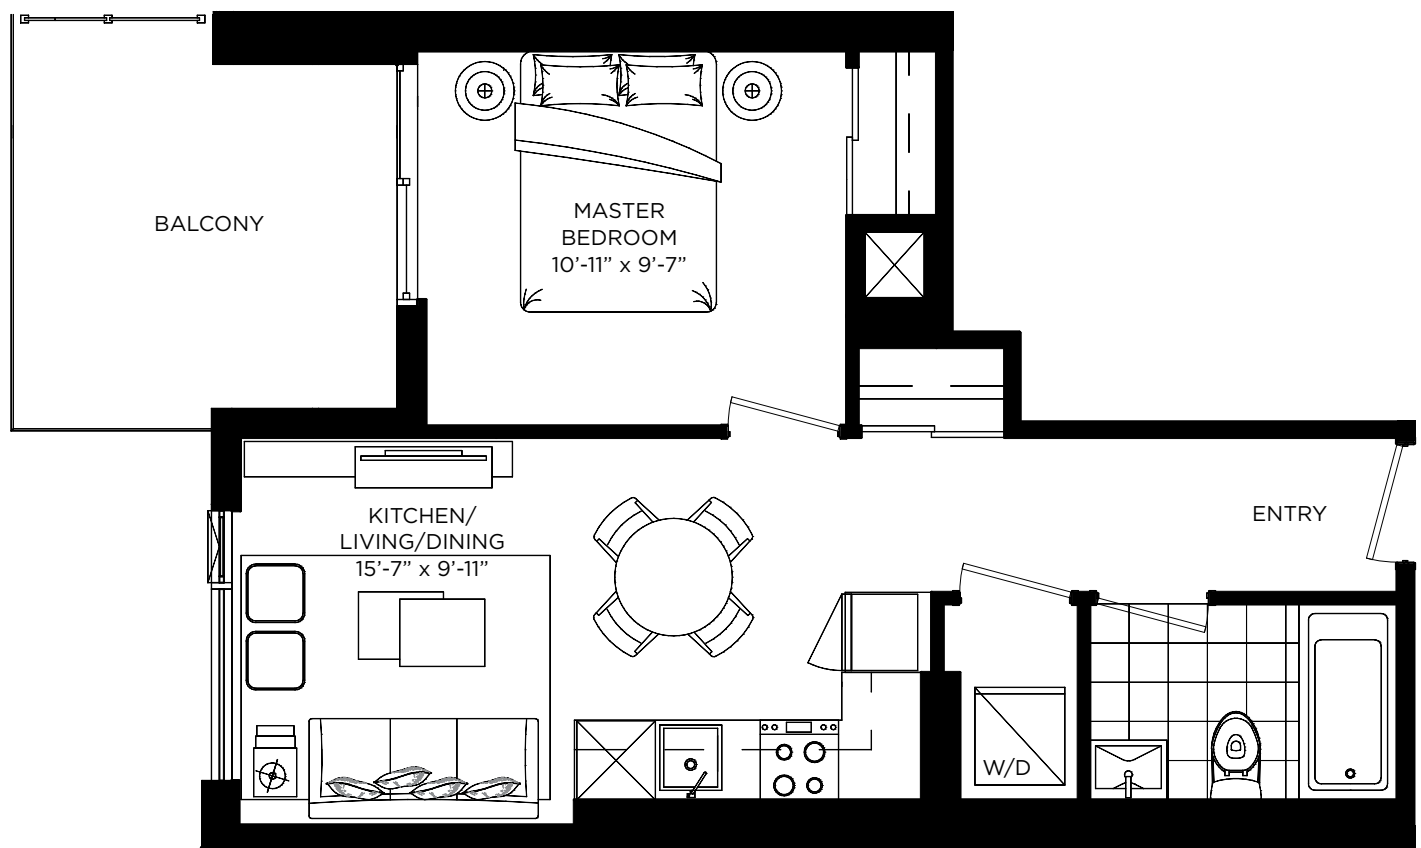 BALCONY
MASTER
BEDROOM
10’-11” x 9’-7”
KITCHEN/
LIVING/DINING
15’-7” x 9’-11”
ENTRY
W/D